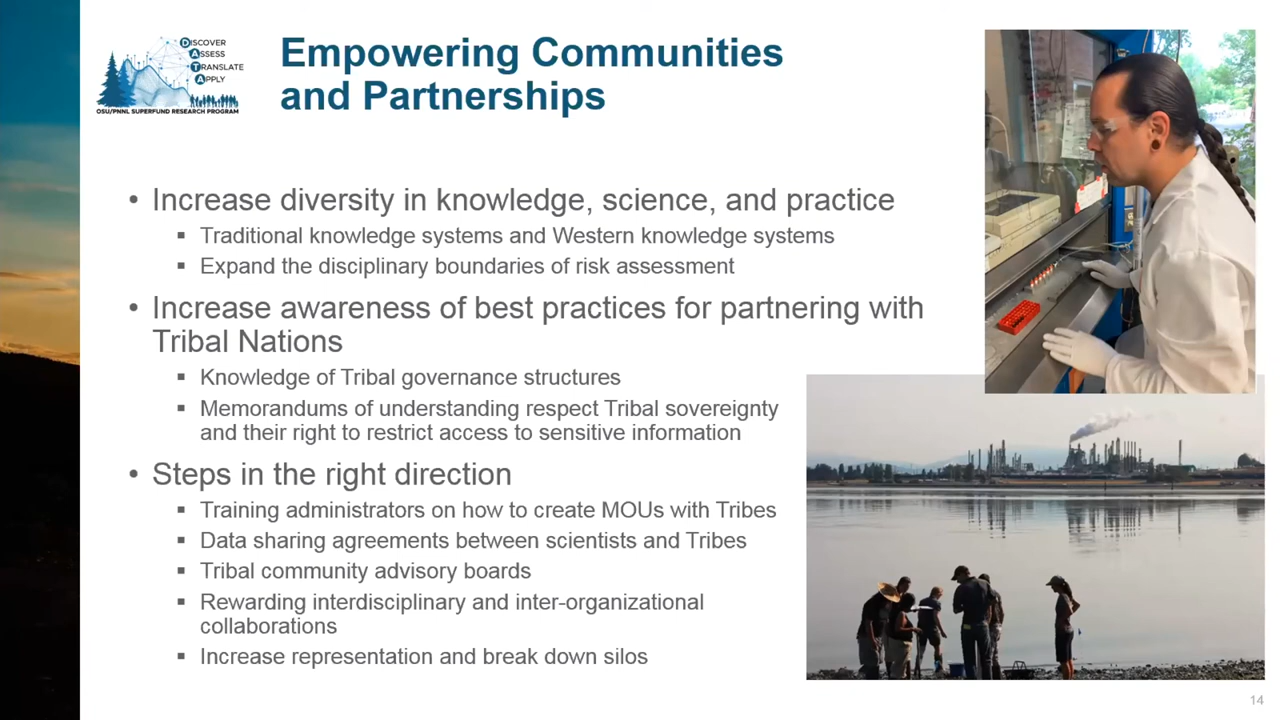 DISCOVER
ASSESS
TRANSLATE
APPLY
OSU/PNNL SUPERFUND RESEARCH PROGRAM
Empowering Communities
and Partnerships
• Increase diversity in knowledge, science, and practice
▪ Traditional knowledge systems and Western knowledge systems
▪ Expand the disciplinary boundaries of risk assessment
• Increase awareness of best practices for partnering with
Tribal Nations
▪ Knowledge of Tribal governance structures
▪ Memorandums of understanding respect Tribal sovereignty
and their right to restrict access to sensitive information
• Steps in the right direction
▪ Training administrators on how to create MOUs with Tribes
▪ Data sharing agreements between scientists and Tribes
▪ Tribal community advisory boards
▪ Rewarding interdisciplinary and inter-organizational
collaborations
▪ Increase representation and break down silos
14